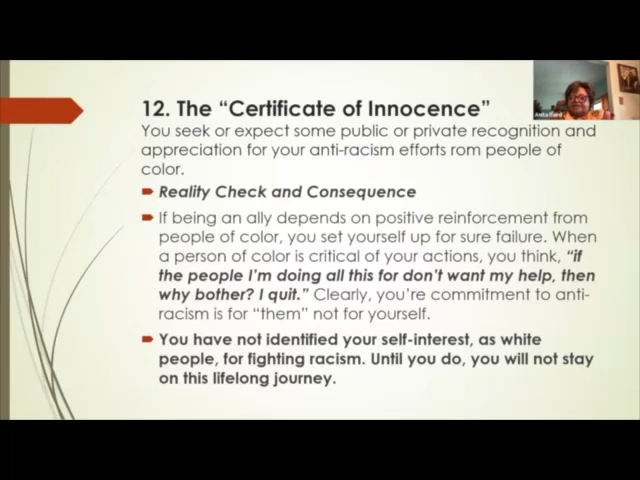 12. The “Certificate of Innocence”
You seek or expect some public or private recognition and
appreciation for your anti-racism efforts rom people of
color.
Reality Check and Consequence
If being an ally depends on positive reinforcement from
people of color, you set yourself up for sure failure. When
a person of color is critical of your actions, you think, “if
the people I’m doing all this for don’t want my help, then
why bother? I quit.” Clearly, you’re commitment to anti-
racism is for “them” not for yourself.
You have not identified your self-interest, as white
people, for fighting racism. Until you do, you will not stay
on this lifelong journey.